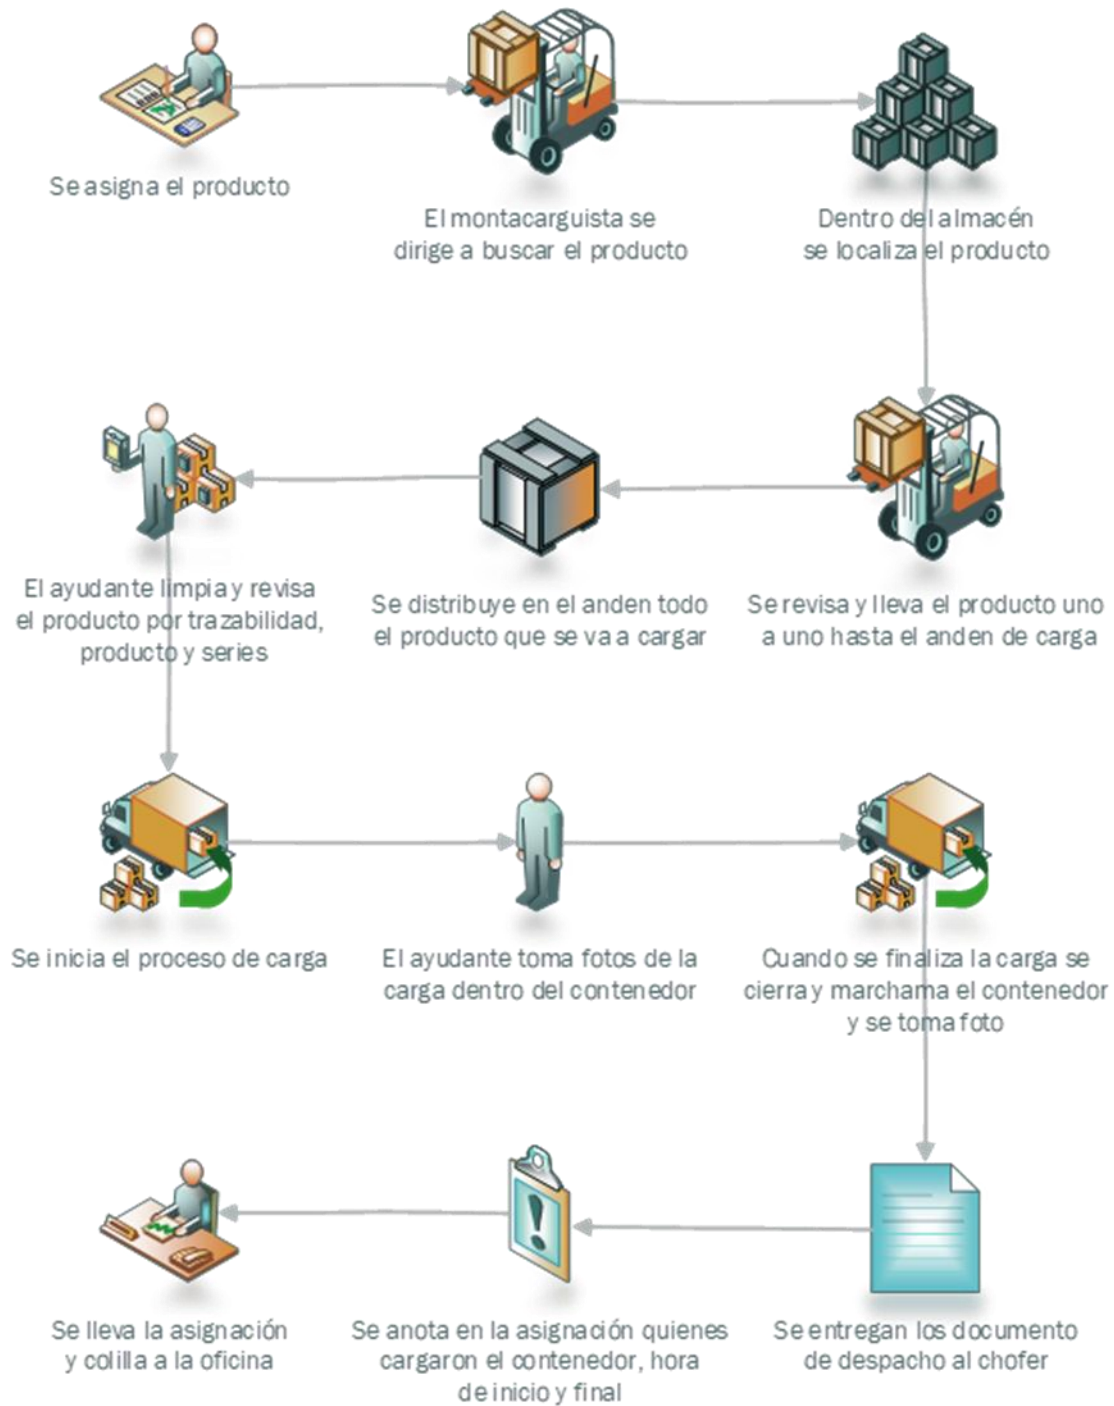 Se asigna el producto
El montacarguista se
dirige a buscar el producto
Dentro del almacén
se localiza el producto
El ayudante limpia y revisa
el producto por trazabilidad,
producto y series
Se distribuye en el anden todo
el producto que se va a cargar
Se revisa y lleva el producto uno
a uno hasta el anden de carga
Se inicia el proceso de carga
El ayudante toma fotos de la
carga dentro del contenedor
Cuando se finaliza la carga se
cierra y marchama el contenedor
y se toma foto
Se lleva la asignación
y colilla a la oficina
Se anota en la asignación quienes
cargaron el contenedor, hora
de inicio y final
Se entregan los documento
de despacho al chofer